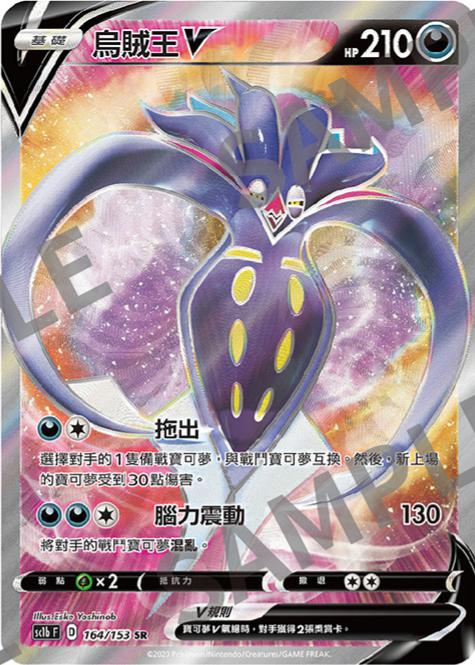 基礎 烏賊王V HP210
拖出
選擇對手的1隻備戰寶可夢,與戰鬥寶可夢互換。然後,新上場
的寶可夢受到30點傷害。
腦力震動 130
將對手的戰鬥寶可夢混亂。
弱點 ×2 抵抗力 撤退
Illus. Eske Yoshinob
sc1b F D 164/153 SR
V規則
寶可夢V氣絕時,對手獲得2張獎賞卡。
©2020 Pokémon/Nintendo/Creatures/GAME FREAK.
SAMPLE